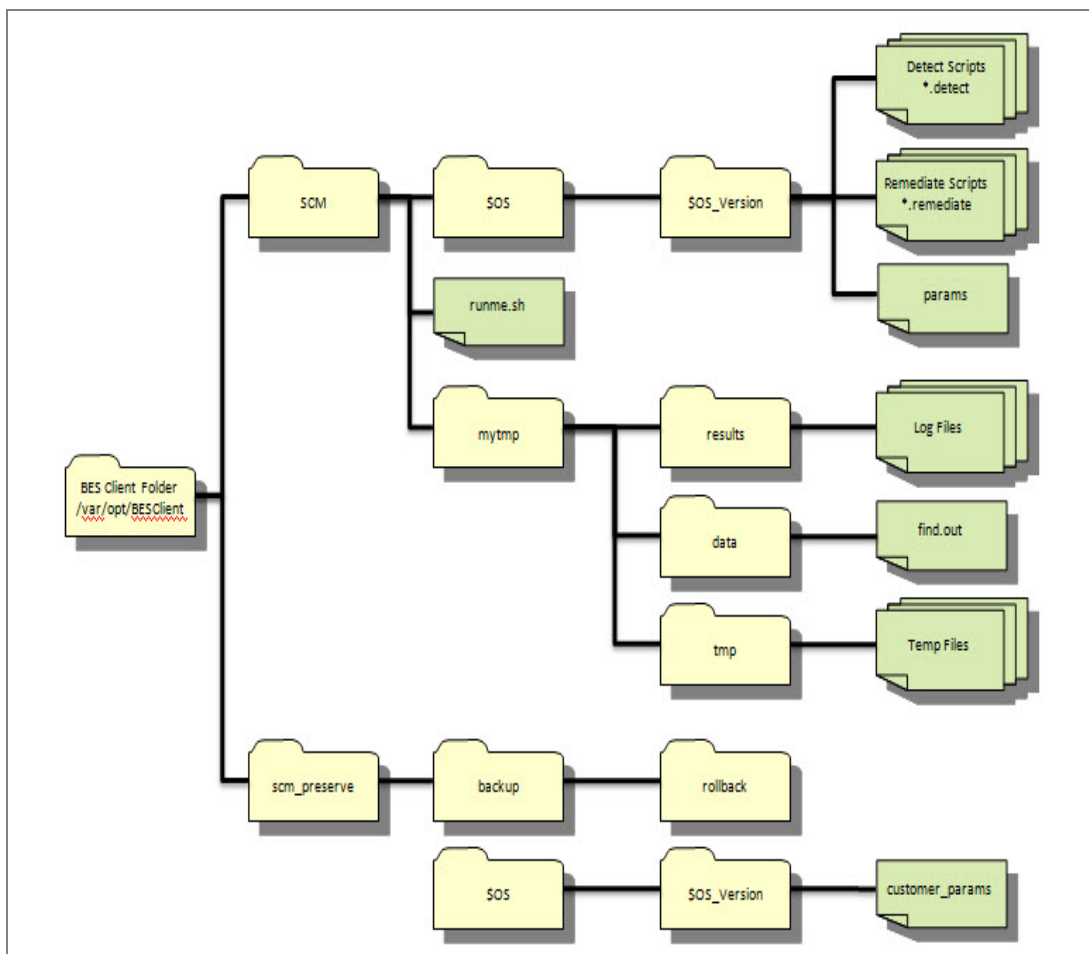 Detect Scripts
*.detect
SCM
$OS
$OS_Version
Remediate Scripts
*.remediate
runme.sh
params
mytmp
results
Log Files
BES Client Folder
/var/opt/BESClient
data
find.out
tmp
Temp Files
scm_preserve
backup
rollback
$OS
$OS_Version
customer_params